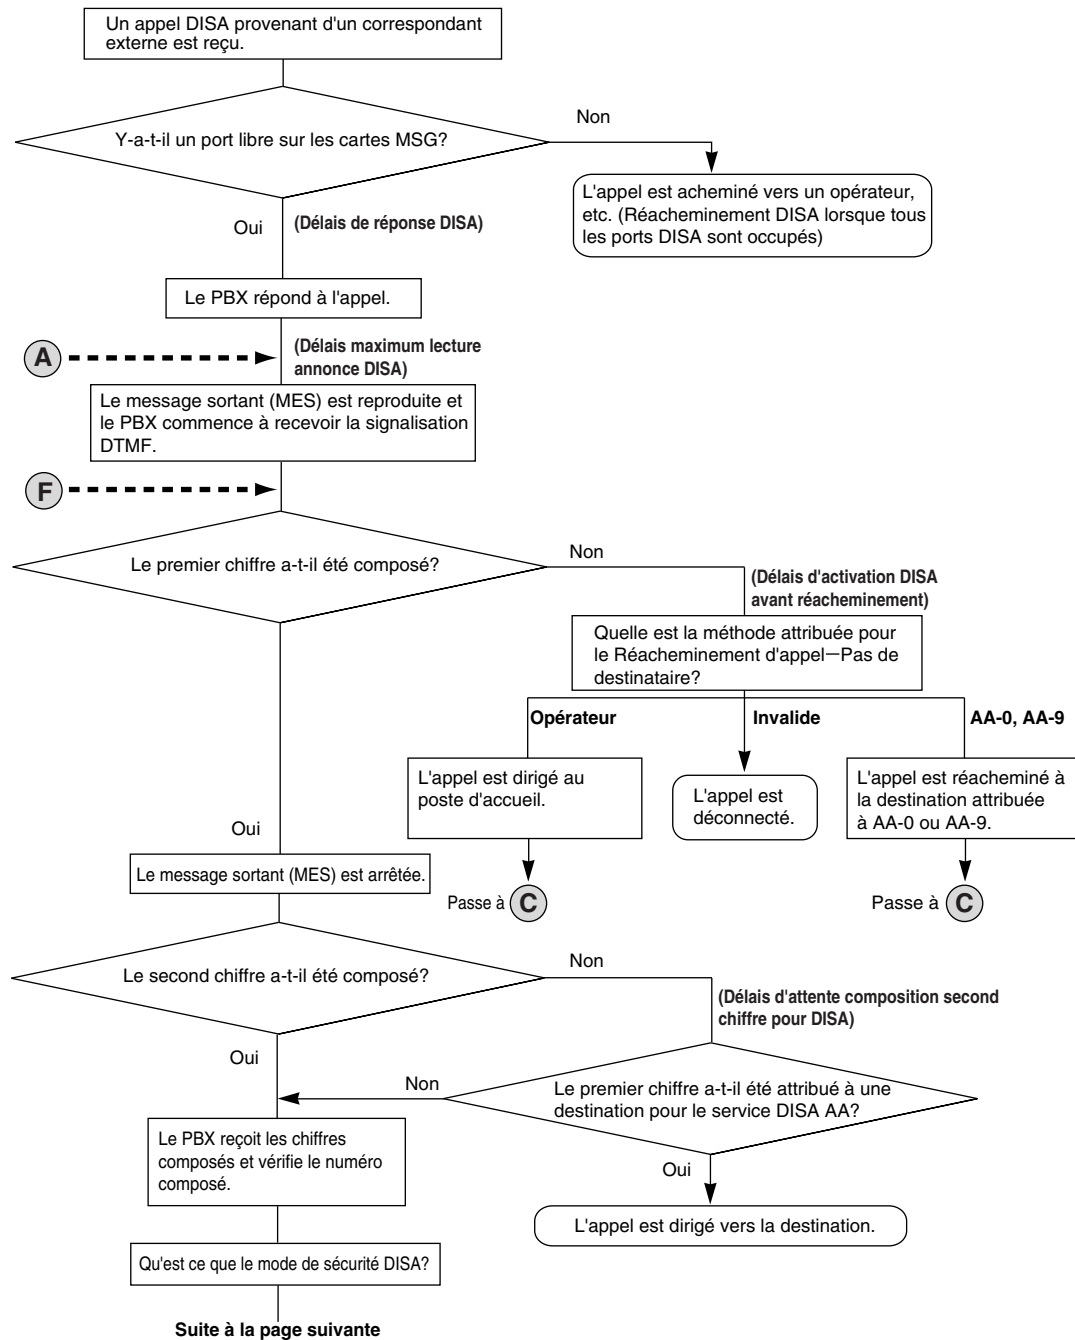 Un appel DISA provenant d'un correspondant
externe est reçu.
Y-a-t-il un port libre sur les cartes MSG?
Non
L'appel est acheminé vers un opérateur,
etc. (Réacheminement DISA lorsque tous
les ports DISA sont occupés)
Oui
(Délais de réponse DISA)
Le PBX répond à l'appel.
A
(Délais maximum lecture
annonce DISA)
Le message sortant (MES) est reproduite et
le PBX commence à recevoir la signalisation
DTMF.
F
Le premier chiffre a-t-il été composé?
Non
(Délais d'activation DISA
avant réacheminement)
Quelle est la méthode attribuée pour
le Réacheminement d'appel—Pas de
destinataire?
Opérateur
Invalide
AA-0, AA-9
L'appel est dirigé au
poste d'accueil.
L'appel est
déconnecté.
L'appel est réacheminé à
la destination attribuée
à AA-0 ou AA-9.
Oui
Le message sortant (MES) est arrêtée.
Passe à C
Passe à C
Le second chiffre a-t-il été composé?
Non
(Délais d'attente composition second
chiffre pour DISA)
Oui
Non
Le premier chiffre a-t-il été attribué à une
destination pour le service DISA AA?
Le PBX reçoit les chiffres
composés et vérifie le numéro
composé.
Oui
L'appel est dirigé vers la destination.
Qu'est ce que le mode de sécurité DISA?
Suite à la page suivante